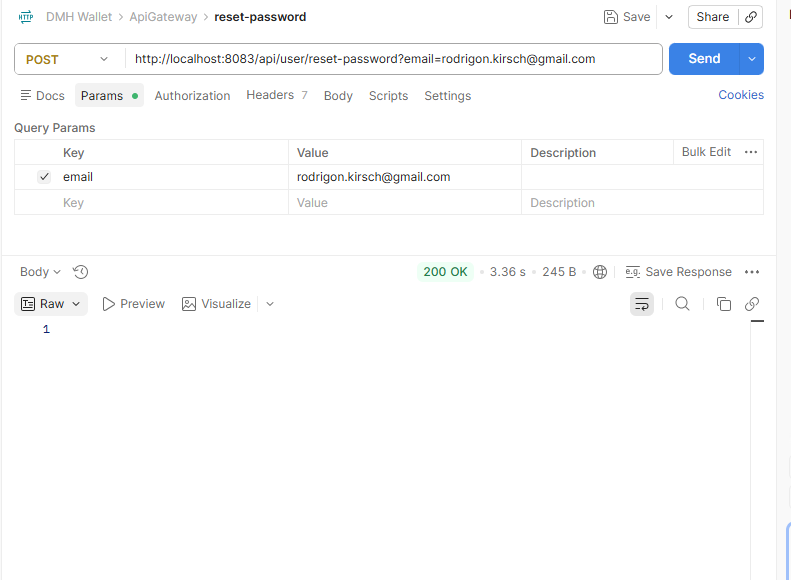 HTTP DMH Wallet > ApiGateway > reset-password Save Share
POST http://localhost:8083/api/user/reset-password?email=rodrigon.kirsch@gmail.com Send
Docs Params Authorization Headers 7 Body Scripts Settings Cookies
Query Params
Key Value Description Bulk Edit
email rodrigon.kirsch@gmail.com
Key Value Description
Body 200 OK 3.36 s 245 B e.g. Save Response
Raw Preview Visualize
1